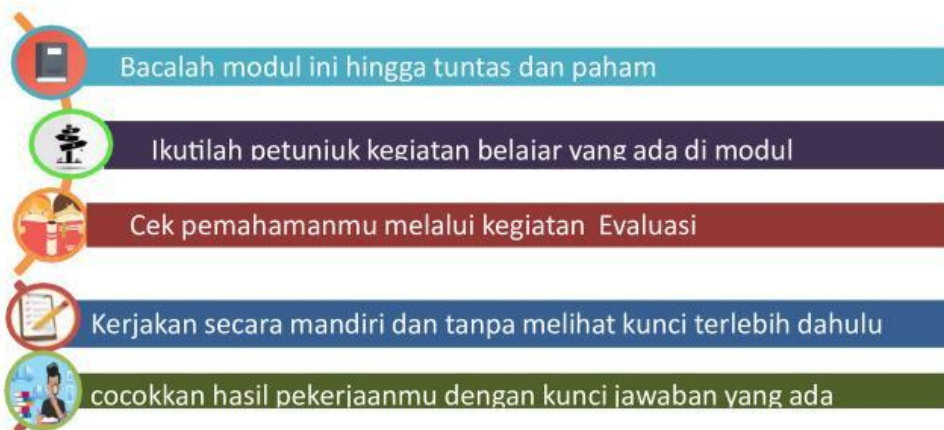 Bacalah modul ini hingga tuntas dan paham
Ikutilah petunjuk kegiatan belajar yang ada di modul
Cek pemahamanmu melalui kegiatan Evaluasi
Kerjakan secara mandiri dan tanpa melihat kunci terlebih dahulu
cocokkan hasil pekerjaanmu dengan kunci jawaban yang ada